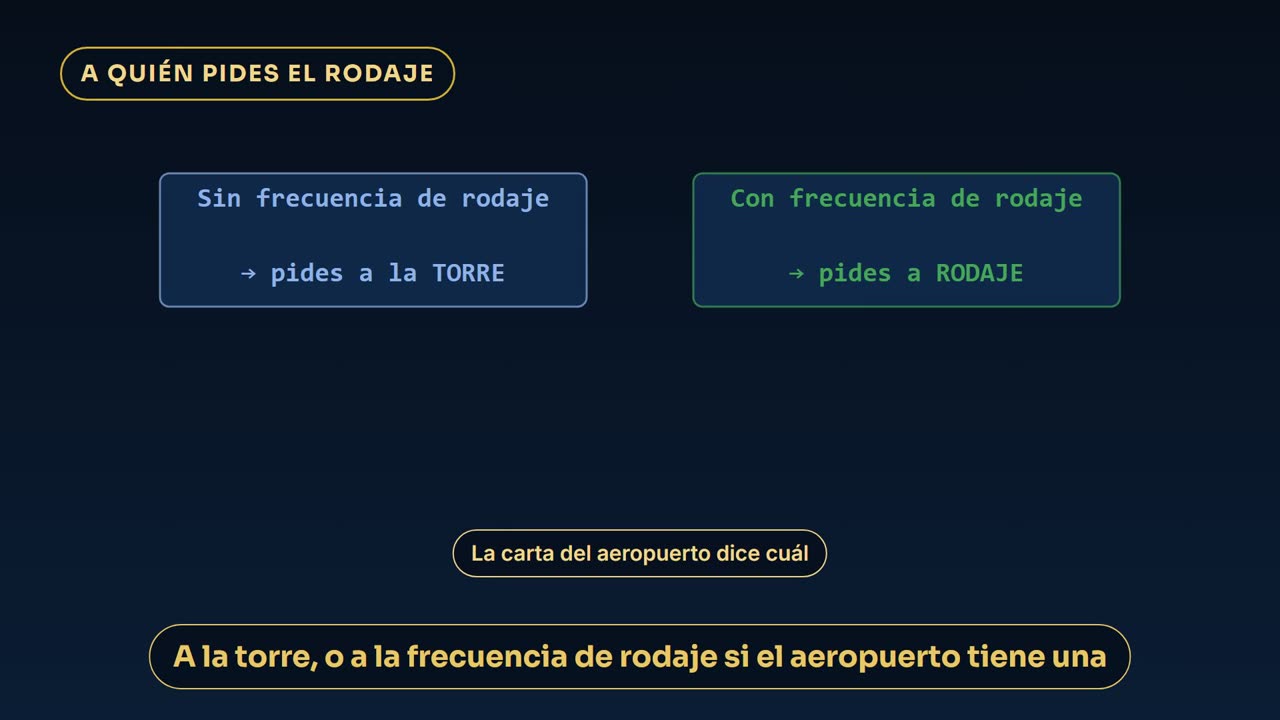 A QUIÉN PIDES EL RODAJE
Sin frecuencia de rodaje
→ pides a la TORRE
Con frecuencia de rodaje
→ pides a RODAJE
La carta del aeropuerto dice cuál
A la torre, o a la frecuencia de rodaje si el aeropuerto tiene una